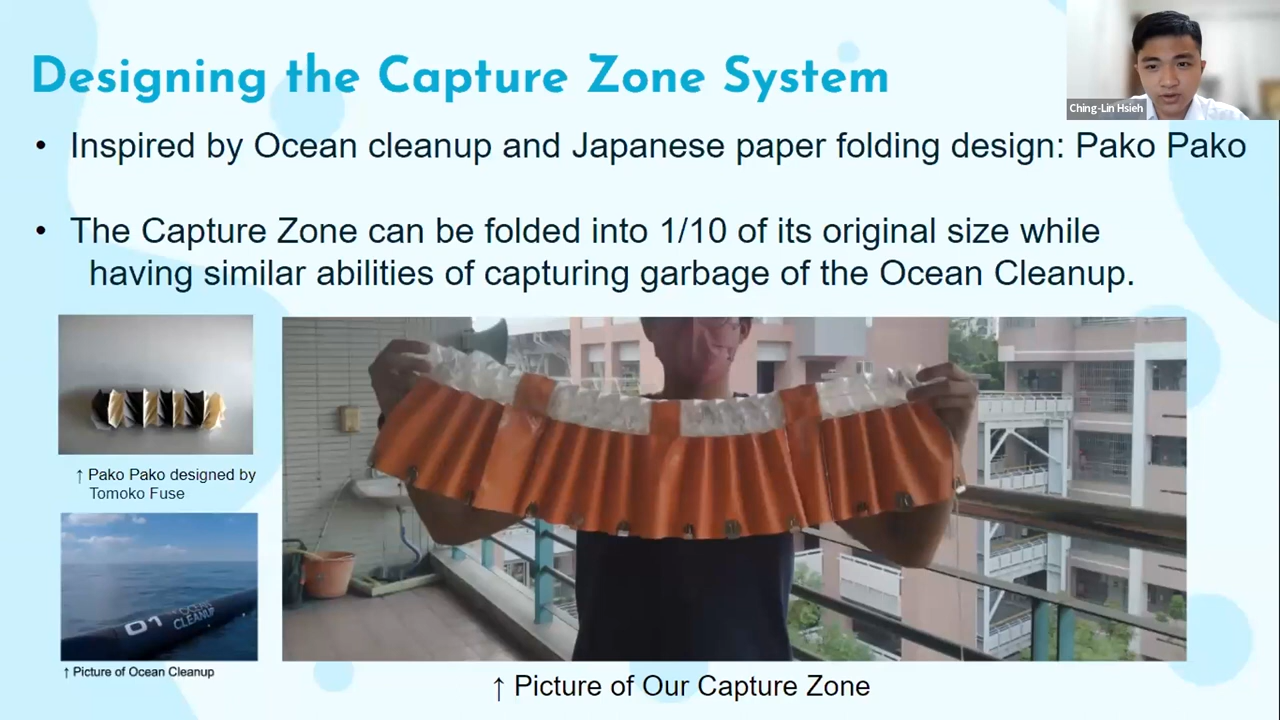 Designing the Capture Zone System
Ching-Lin Hsieh
• Inspired by Ocean cleanup and Japanese paper folding design: Pako Pako
• The Capture Zone can be folded into 1/10 of its original size while
having similar abilities of capturing garbage of the Ocean Cleanup.
↑ Pako Pako designed by
Tomoko Fuse
01
OCEAN
CLEANUP
↑ Picture of Ocean Cleanup
↑ Picture of Our Capture Zone